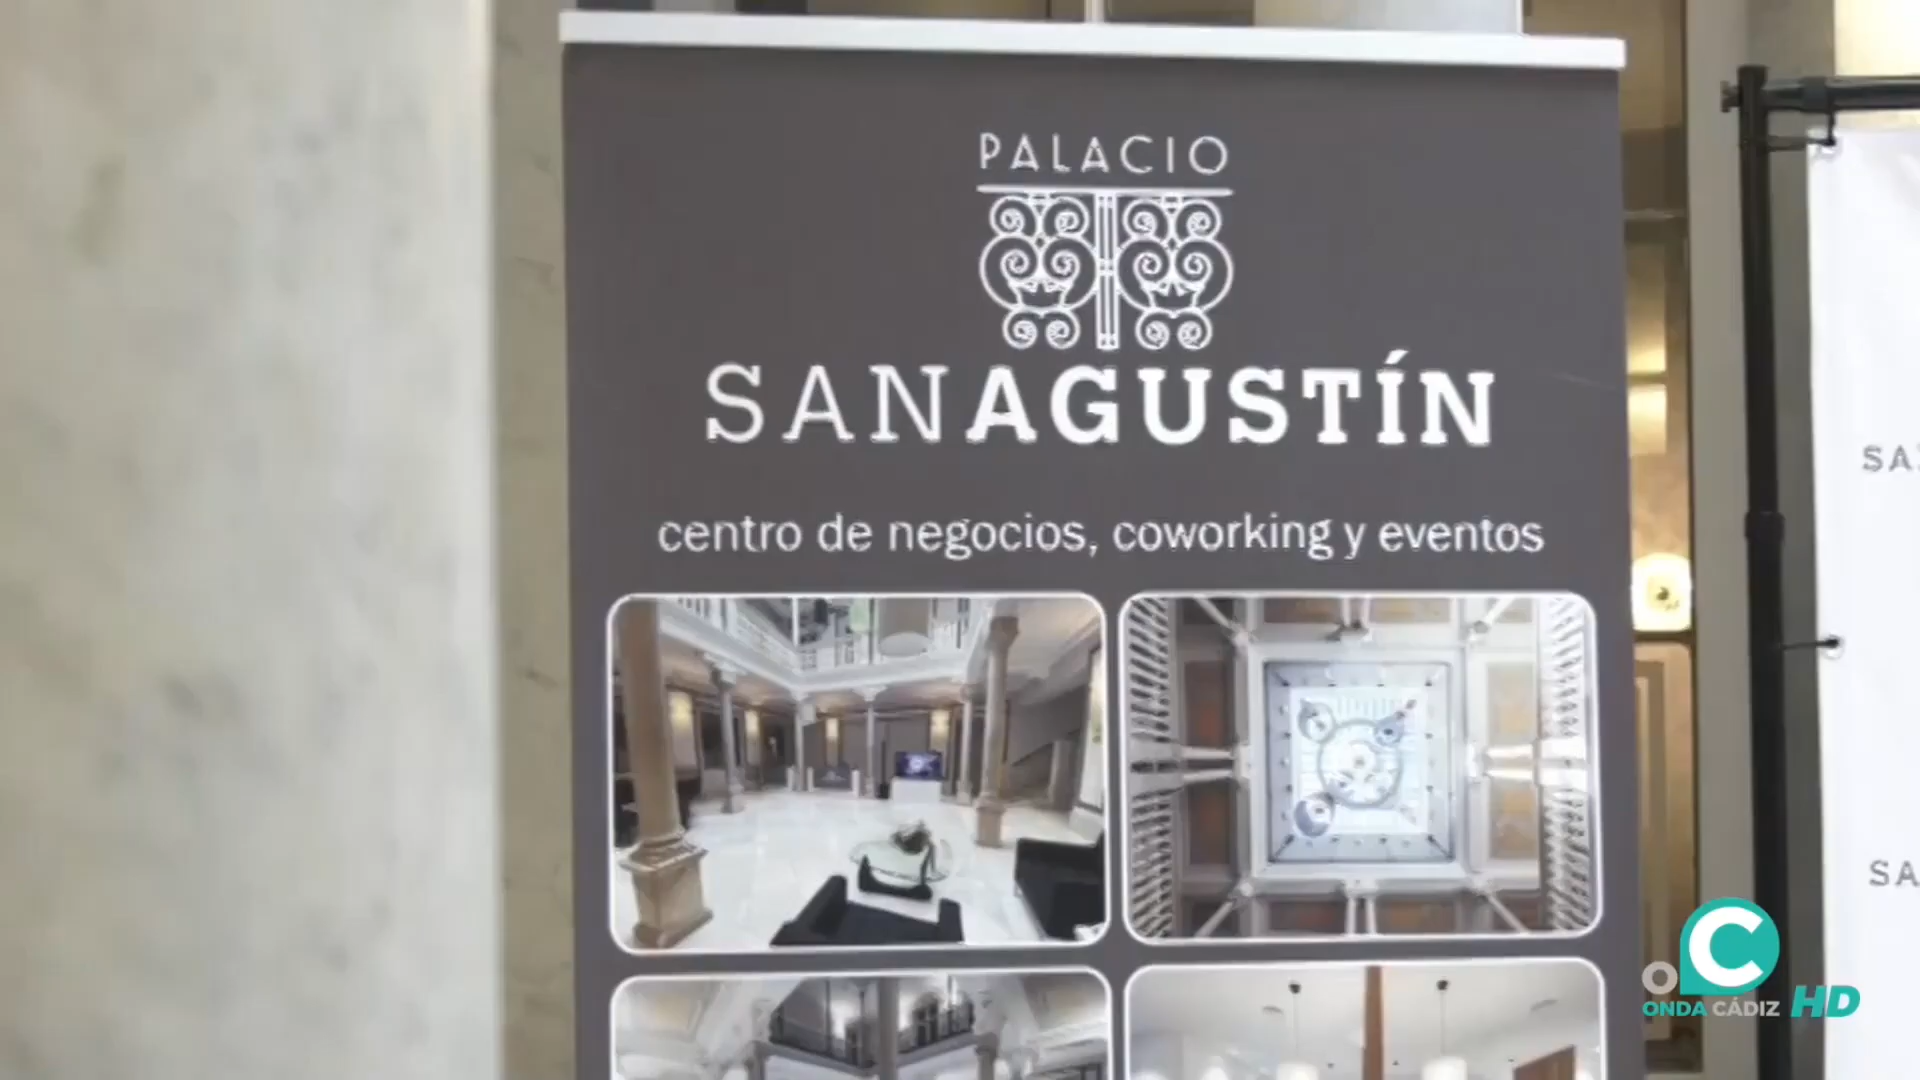 PALACIO
SANAGUSTÍN
centro de negocios, coworking y eventos
ONDA CÁDIZ HD